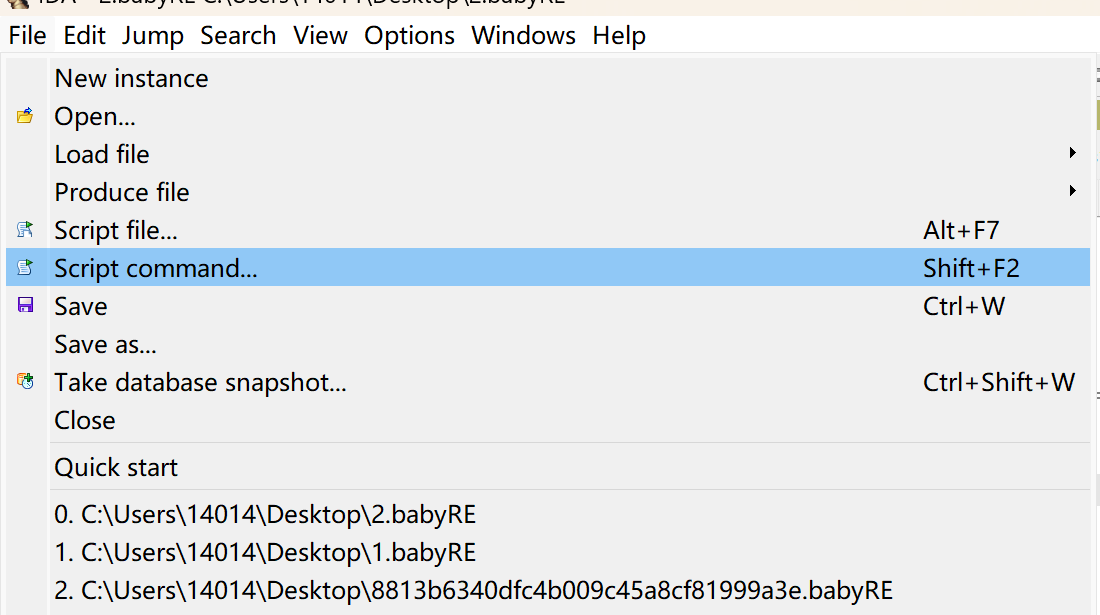 File Edit Jump Search View Options Windows Help
New instance
Open...
Load file
Produce file
Script file... Alt+F7
Script command... Shift+F2
Save Ctrl+W
Save as...
Take database snapshot... Ctrl+Shift+W
Close
Quick start
0. C:\Users\14014\Desktop\2.babyRE
1. C:\Users\14014\Desktop\1.babyRE
2. C:\Users\14014\Desktop\8813b6340dfc4b009c45a8cf81999a3e.babyRE